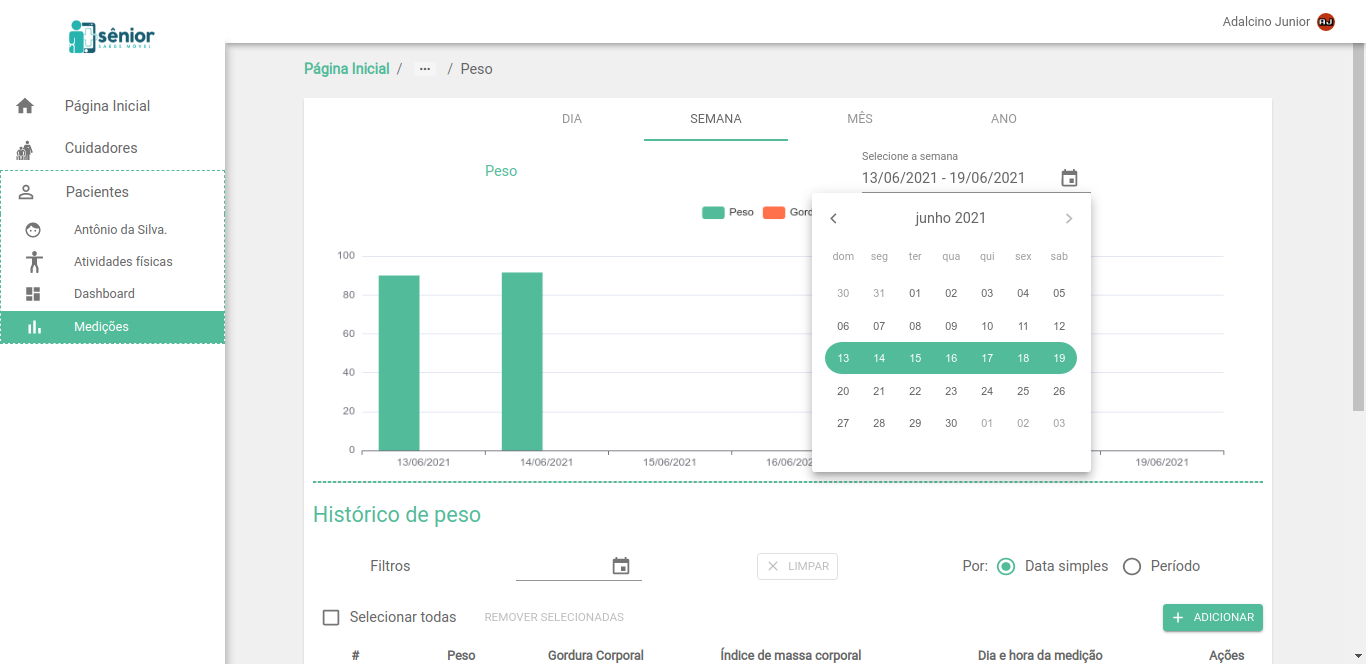 Adalcino Junior
AJ
sênior
SAÚDE MÓVEL
Página Inicial
Cuidadores
Pacientes
Antônio da Silva.
Atividades físicas
Dashboard
Medições
Página Inicial / ... / Peso
DIA SEMANA MÊS ANO
Peso
Selecione a semana
13/06/2021 - 19/06/2021
Peso Gord
junho 2021
dom seg ter qua qui sex sab
30 31 01 02 03 04 05
06 07 08 09 10 11 12
13 14 15 16 17 18 19
20 21 22 23 24 25 26
27 28 29 30 01 02 03
100
80
60
40
20
0
13/06/2021 14/06/2021 15/06/2021 16/06/202 19/06/2021
Histórico de peso
Filtros LIMPAR Por: Data simples Período
Selecionar todas REMOVER SELECIONADAS ADICIONAR
# Peso Gordura Corporal Índice de massa corporal Dia e hora da medição Ações